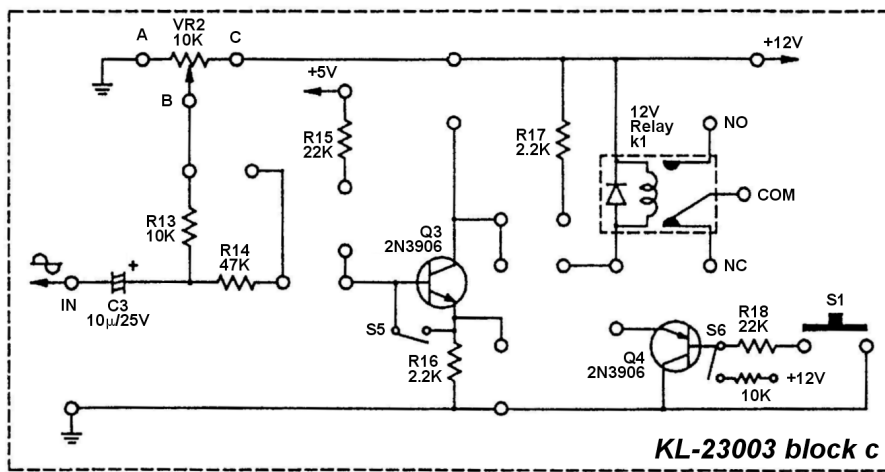 A
VR2
10K
C
+12V
B
+5V
R15
22K
R17
2.2K
12V
Relay
k1
NO
COM
NC
R13
10K
R14
47K
Q3
2N3906
IN
+
C3
10μ/25V
S5
R16
2.2K
Q4
2N3906
S6
R18
22K
S1
+12V
10K
KL-23003 block c